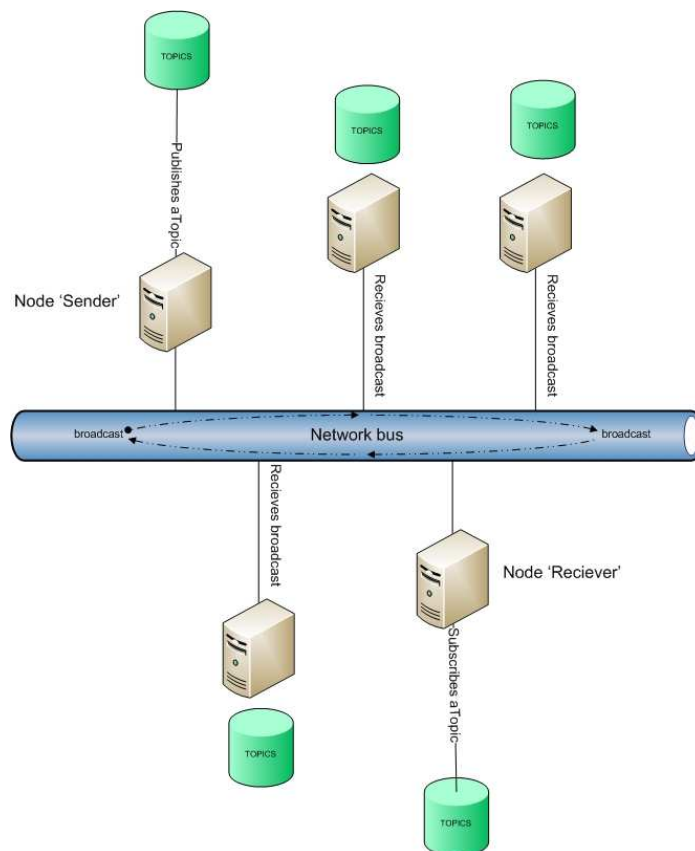 TOPICS
TOPICS
TOPICS
Publishes aTopic
Node ‘Sender’
Recieves broadcast
Recieves broadcast
broadcast
Network bus
broadcast
Recieves broadcast
Node ‘Reciever’
Subscribes aTopic
TOPICS
TOPICS